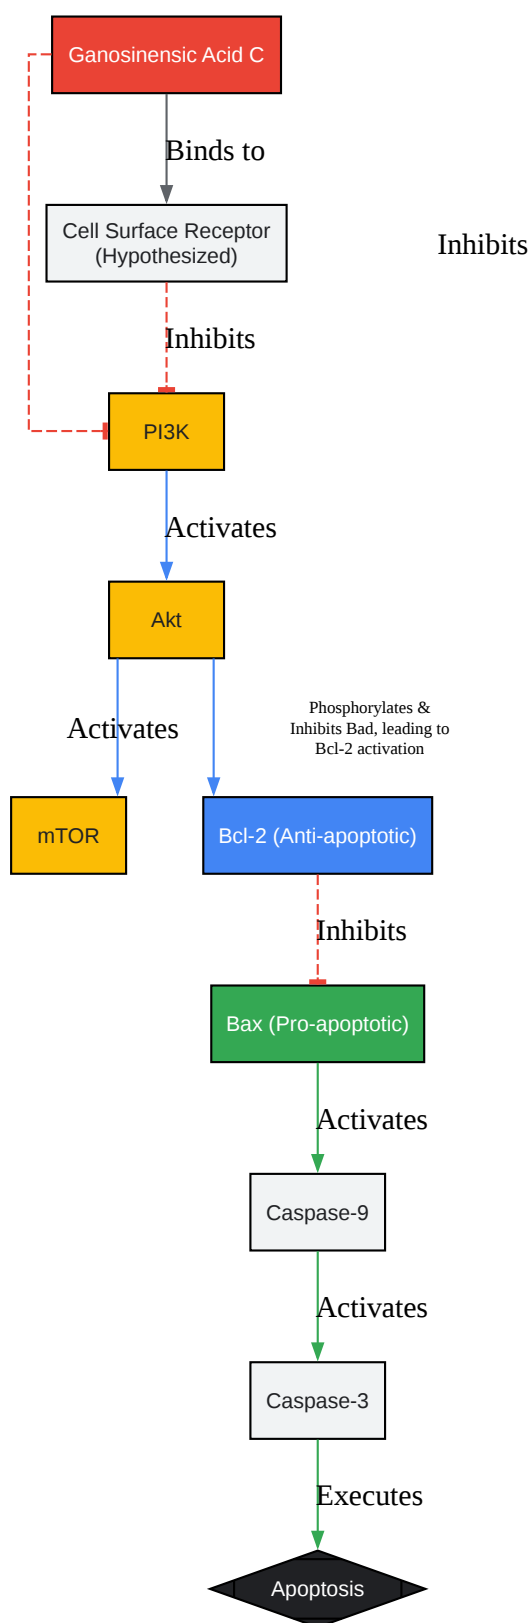 Ganosinensic Acid C
Binds to
Cell Surface Receptor
(Hypothesized)
Inhibits
Inhibits
PI3K
Activates
Akt
Phosphorylates &
Inhibits Bad, leading to
Bcl-2 activation
Activates
mTOR
Bcl-2 (Anti-apoptotic)
Inhibits
Bax (Pro-apoptotic)
Activates
Caspase-9
Activates
Caspase-3
Executes
Apoptosis